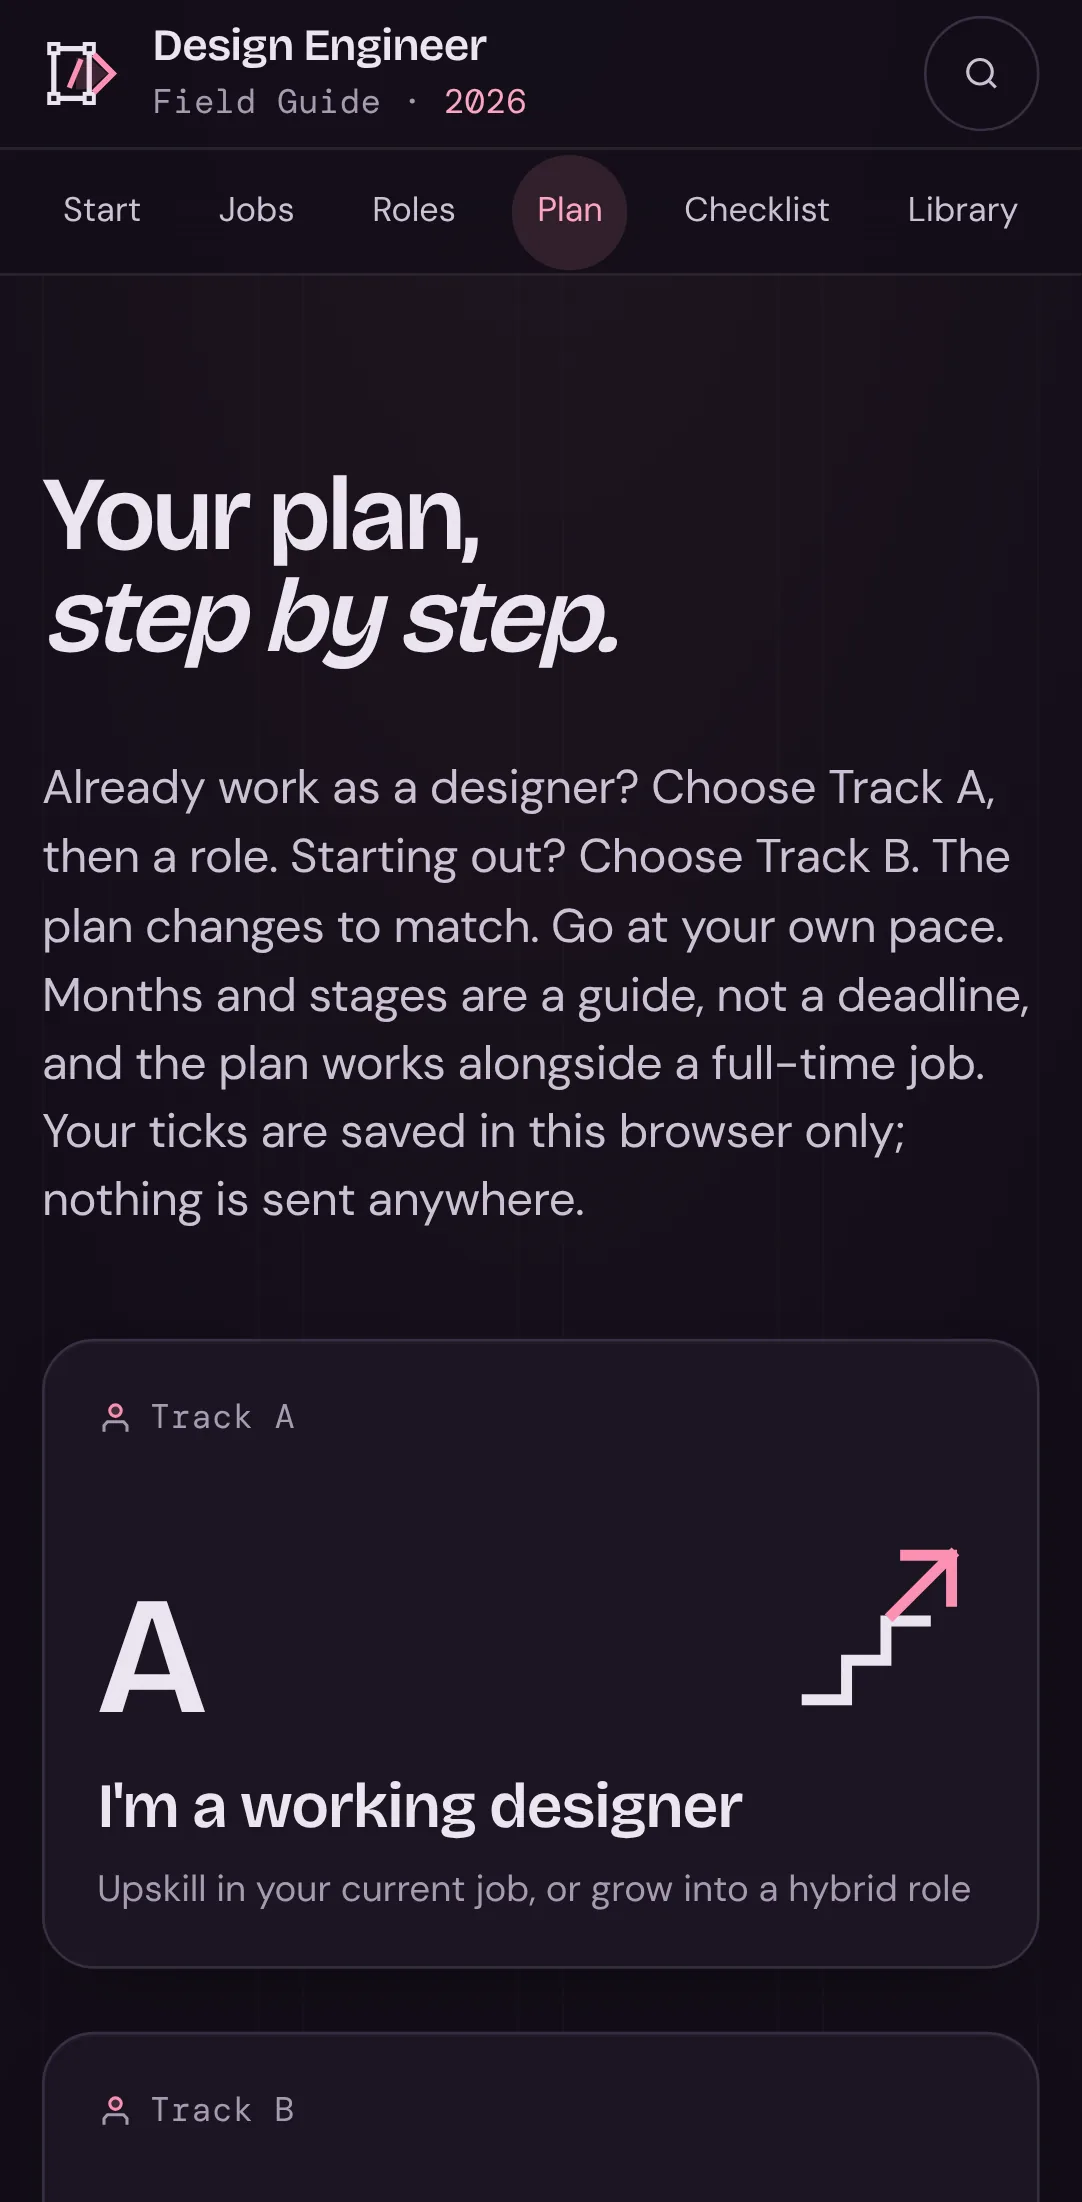 Design Engineer
Field Guide · 2026
Start Jobs Roles Plan Checklist Library
Your plan,
step by step.
Already work as a designer? Choose Track A,
then a role. Starting out? Choose Track B. The
plan changes to match. Go at your own pace.
Months and stages are a guide, not a deadline,
and the plan works alongside a full-time job.
Your ticks are saved in this browser only;
nothing is sent anywhere.
Track A
A
I'm a working designer
Upskill in your current job, or grow into a hybrid role
Track B